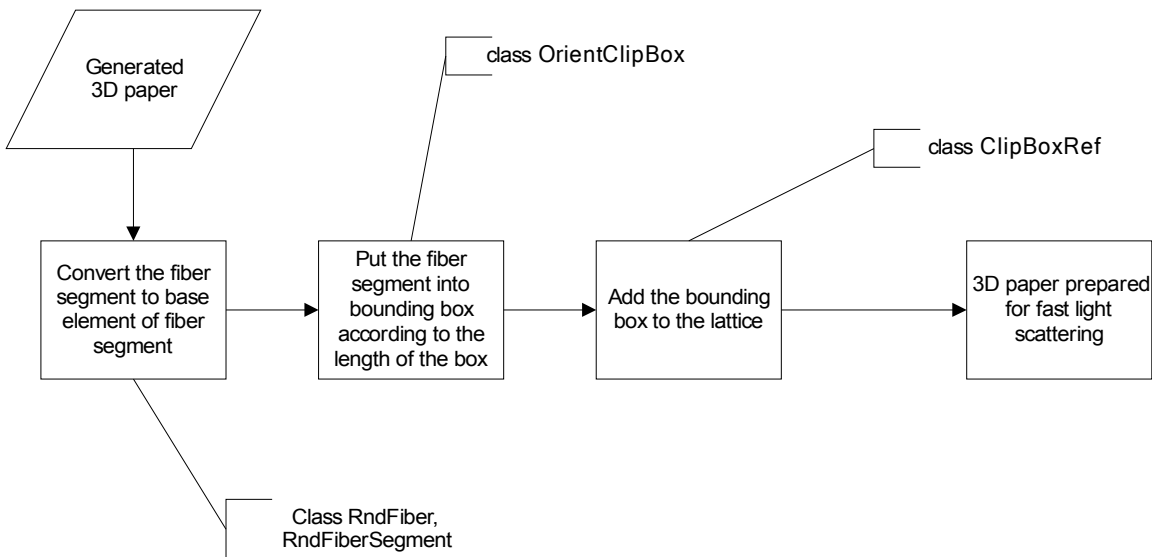 Generated
3D paper
class OrientClipBox
class ClipBoxRef
Convert the fiber
segment to base
element of fiber
segment
Put the fiber
segment into
bounding box
according to the
length of the box
Add the bounding
box to the lattice
3D paper prepared
for fast light
scattering
Class RndFiber,
RndFiberSegment